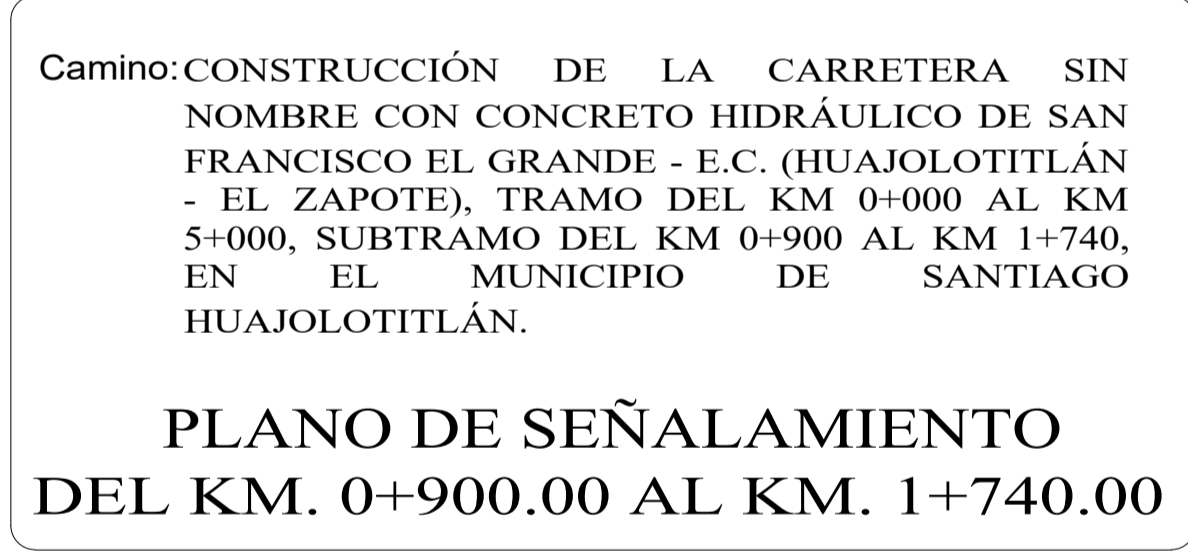 Camino: CONSTRUCCIÓN DE LA CARRETERA SIN
NOMBRE CON CONCRETO HIDRÁULICO DE SAN
FRANCISCO EL GRANDE - E.C. (HUAJOLOTITLÁN
- EL ZAPOTE), TRAMO DEL KM 0+000 AL KM
5+000, SUBTRAMO DEL KM 0+900 AL KM 1+740,
EN EL MUNICIPIO DE SANTIAGO
HUAJOLOTITLÁN.
PLANO DE SEÑALAMIENTO
DEL KM. 0+900.00 AL KM. 1+740.00